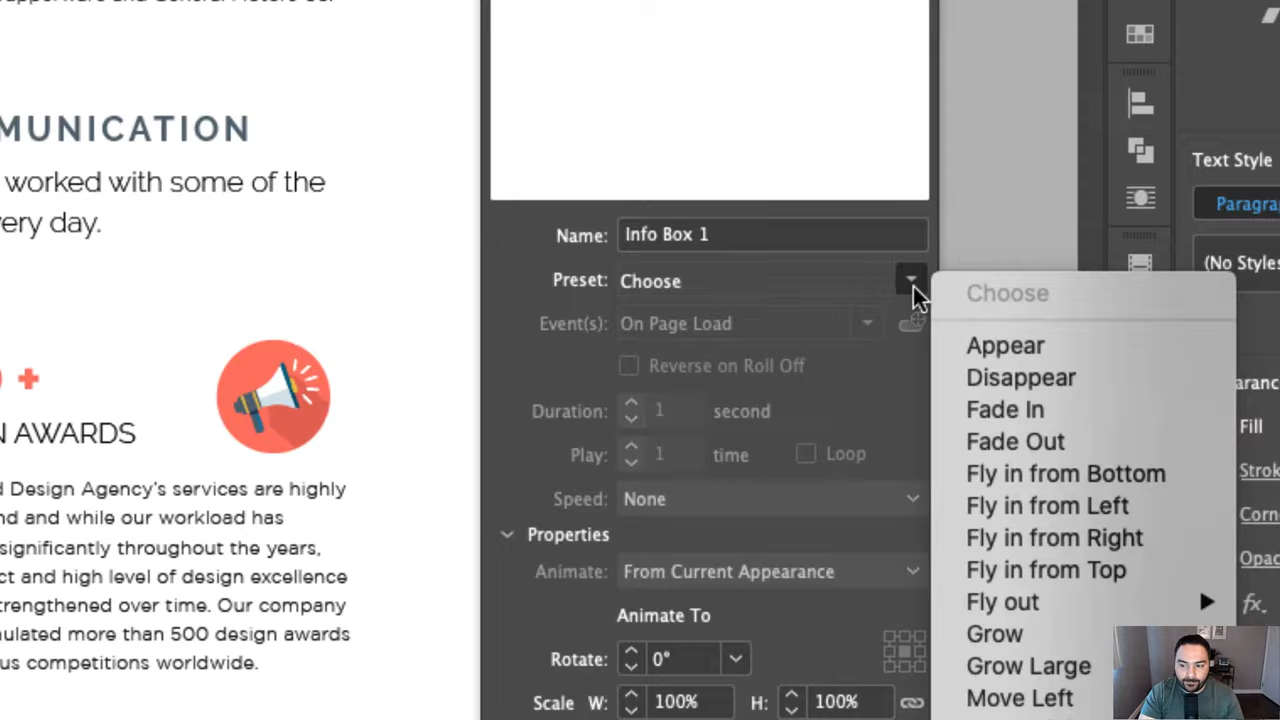 MUNICATION
worked with some of the
very day.
+
AWARDS
d Design Agency's services are highly
nd and while our workload has
significantly throughout the years,
ct and high level of design excellence
trengthened over time. Our company
nulated more than 500 design awards
us competitions worldwide.
Name: Info Box 1
Preset: Choose
Event(s): On Page Load
Reverse on Roll Off
Duration: 1 second
Play: 1 time Loop
Speed: None
Properties
Animate: From Current Appearance
Animate To
Rotate: 0°
Scale W: 100% H: 100%
Choose
Appear
Disappear
Fade In
Fade Out
Fly in from Bottom
Fly in from Left
Fly in from Right
Fly in from Top
Fly out
Grow
Grow Large
Move Left
Text Style
Paragra
(No Styles
aranc
Fill
Strok
Corn
Opac
fx.